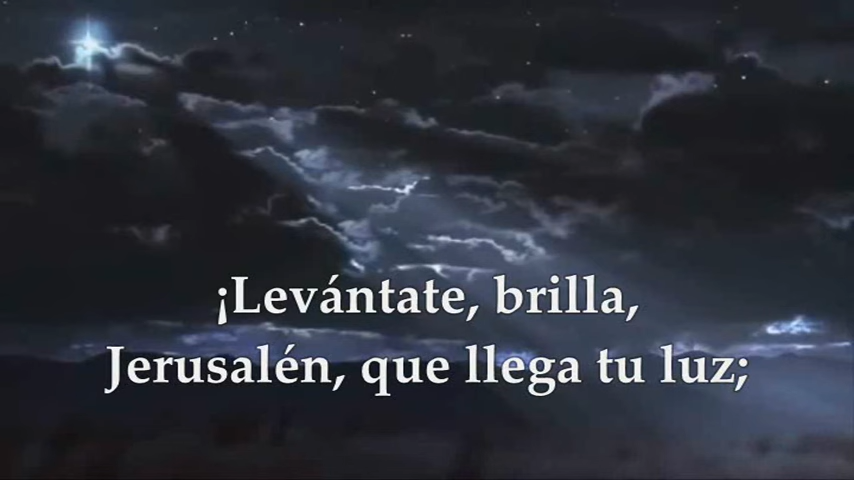 ¡Levántate, brilla,
Jerusalén, que llega tu luz;